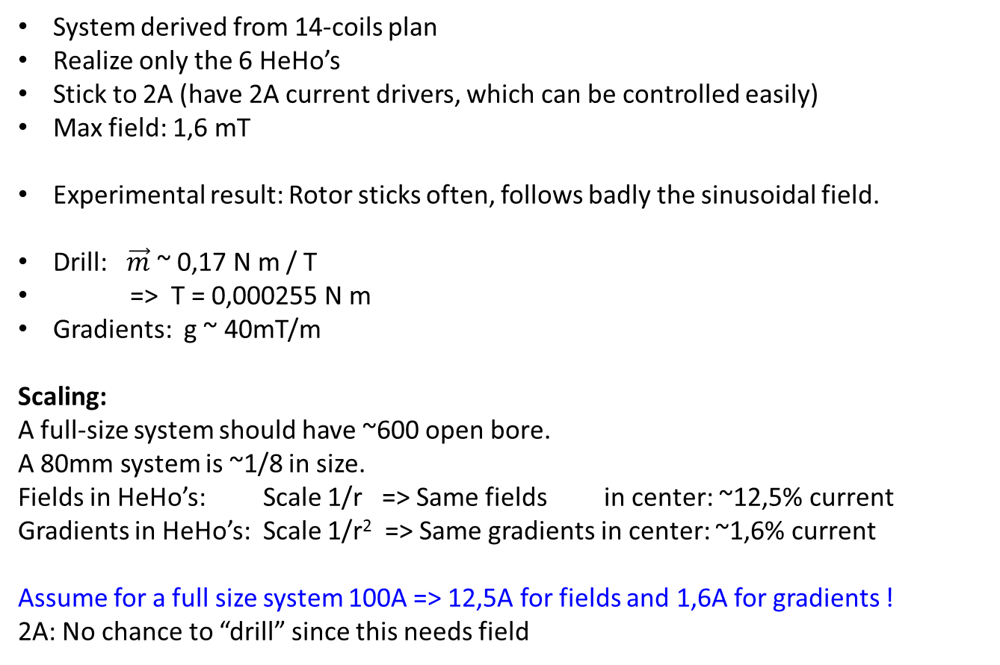 • System derived from 14-coils plan
• Realize only the 6 HeHo’s
• Stick to 2A (have 2A current drivers, which can be controlled easily)
• Max field: 1,6 mT
• Experimental result: Rotor sticks often, follows badly the sinusoidal field.
• Drill: m⃗ ~ 0,17 N m / T
• => T = 0,000255 N m
• Gradients: g ~ 40mT/m
Scaling:
A full-size system should have ~600 open bore.
A 80mm system is ~1/8 in size.
Fields in HeHo’s: Scale 1/r => Same fields in center: ~12,5% current
Gradients in HeHo’s: Scale 1/r² => Same gradients in center: ~1,6% current
Assume for a full size system 100A => 12,5A for fields and 1,6A for gradients !
2A: No chance to “drill” since this needs field